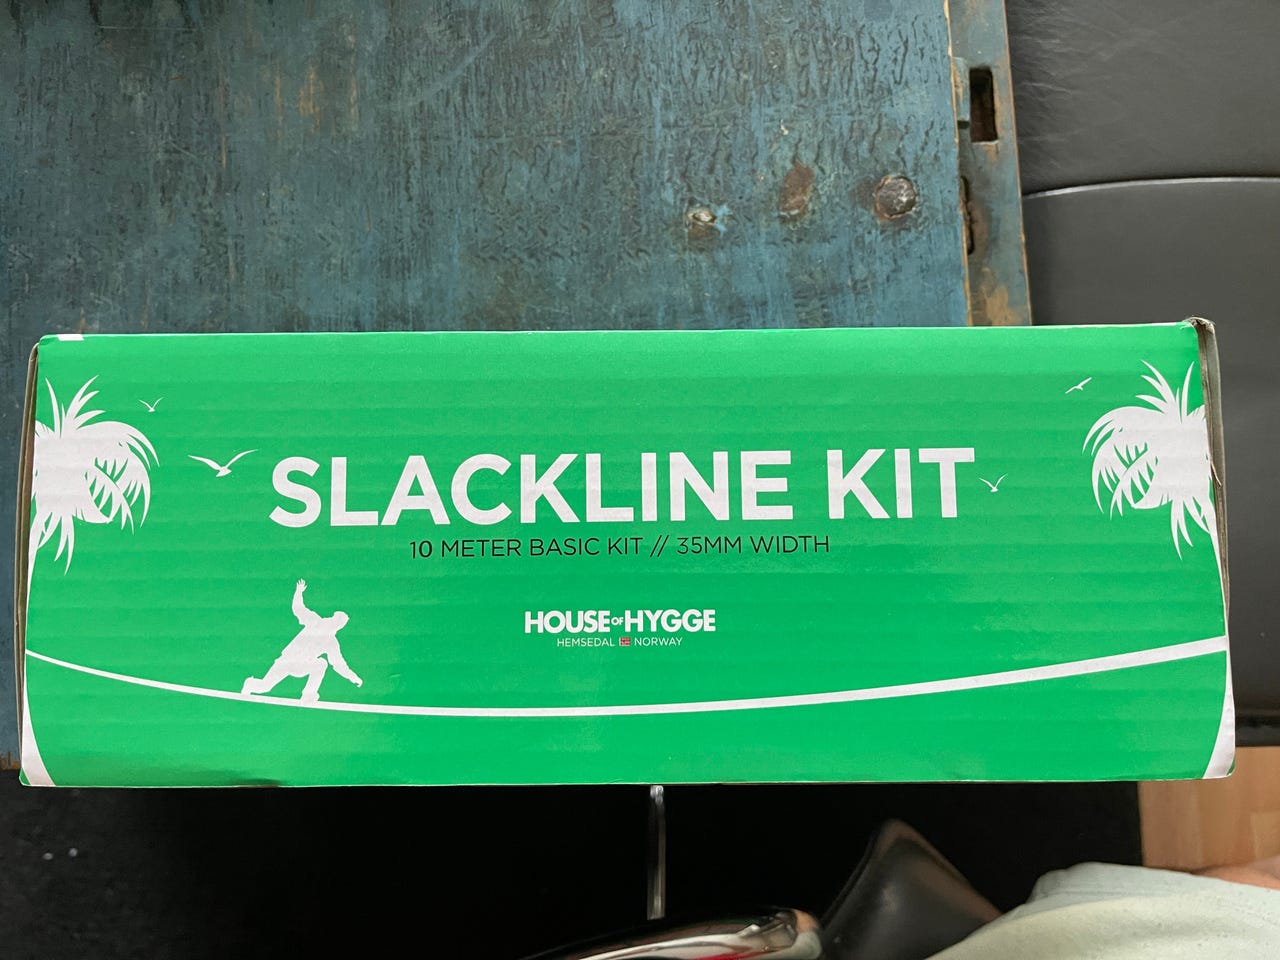 SLACKLINE KIT
10 METER BASIC KIT // 35MM WIDTH
HOUSE OF HYGGE
HEMSEDAL NORWAY